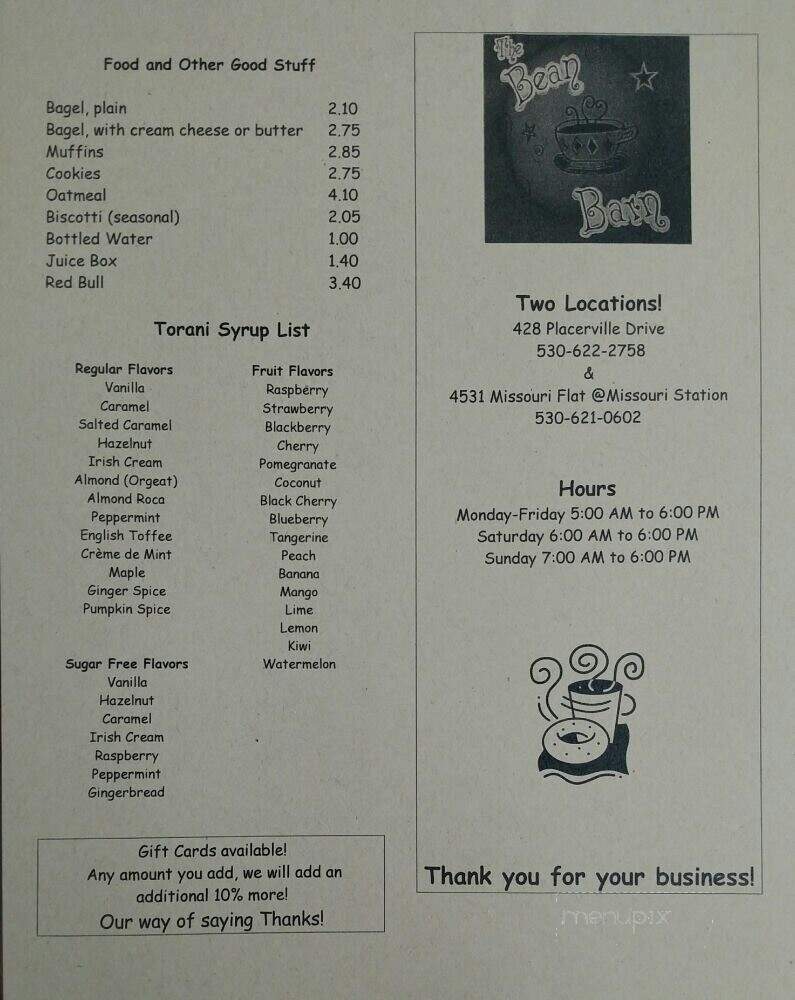 Food and Other Good Stuff
Bagel, plain 2.10
Bagel, with cream cheese or butter 2.75
Muffins 2.85
Cookies 2.75
Oatmeal 4.10
Biscotti (seasonal) 2.05
Bottled Water 1.00
Juice Box 1.40
Red Bull 3.40
Torani Syrup List
Regular Flavors
Vanilla
Caramel
Salted Caramel
Hazelnut
Irish Cream
Almond (Orgeat)
Almond Roca
Peppermint
English Toffee
Crème de Mint
Maple
Ginger Spice
Pumpkin Spice
Sugar Free Flavors
Vanilla
Hazelnut
Caramel
Irish Cream
Raspberry
Peppermint
Gingerbread
Fruit Flavors
Raspberry
Strawberry
Blackberry
Cherry
Pomegranate
Coconut
Black Cherry
Blueberry
Tangerine
Peach
Banana
Mango
Lime
Lemon
Kiwi
Watermelon
Gift Cards available!
Any amount you add, we will add an
additional 10% more!
Our way of saying Thanks!
The
Bean
Barn
Two Locations!
428 Placerville Drive
530-622-2758
&
4531 Missouri Flat @Missouri Station
530-621-0602
Hours
Monday-Friday 5:00 AM to 6:00 PM
Saturday 6:00 AM to 6:00 PM
Sunday 7:00 AM to 6:00 PM
Thank you for your business!
menupix